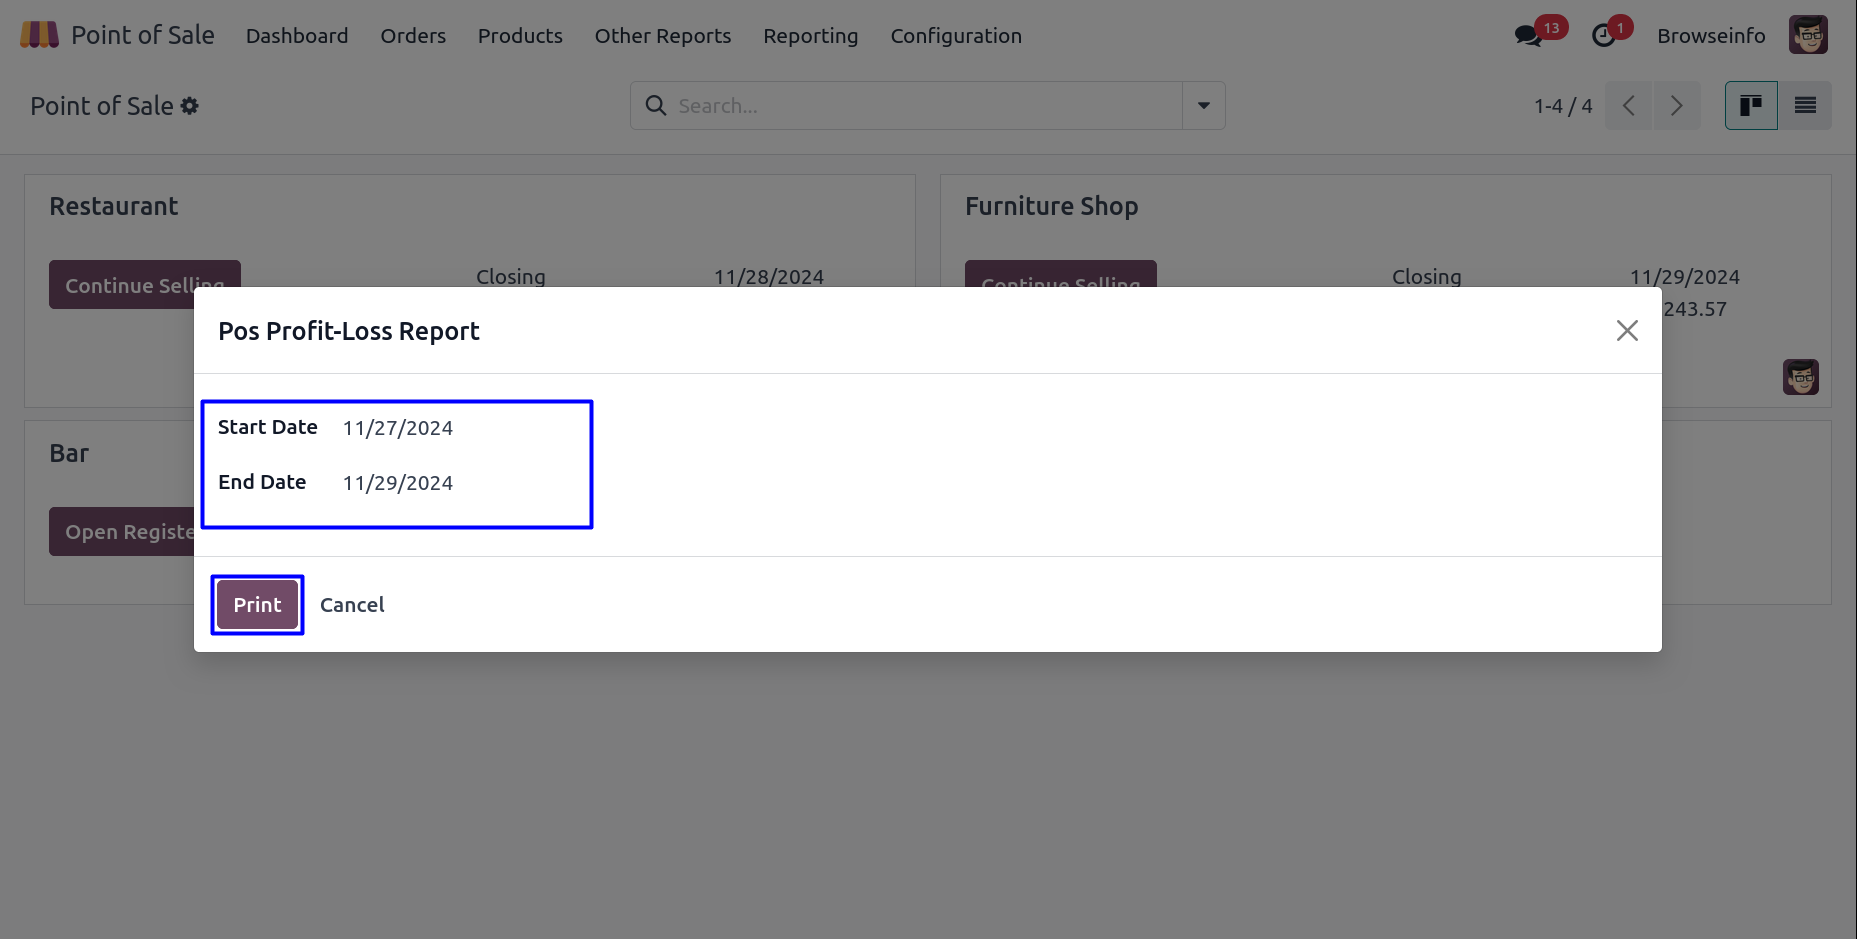 Point of Sale Dashboard Orders Products Other Reports Reporting Configuration 13 1 Browseinfo
Point of Sale Search... 1-4 / 4
Restaurant Furniture Shop
Continue Selling Closing 11/28/2024 Continue Selling Closing 11/29/2024
243.57
Pos Profit-Loss Report
Start Date 11/27/2024
Bar
End Date 11/29/2024
Open Registe
Print Cancel